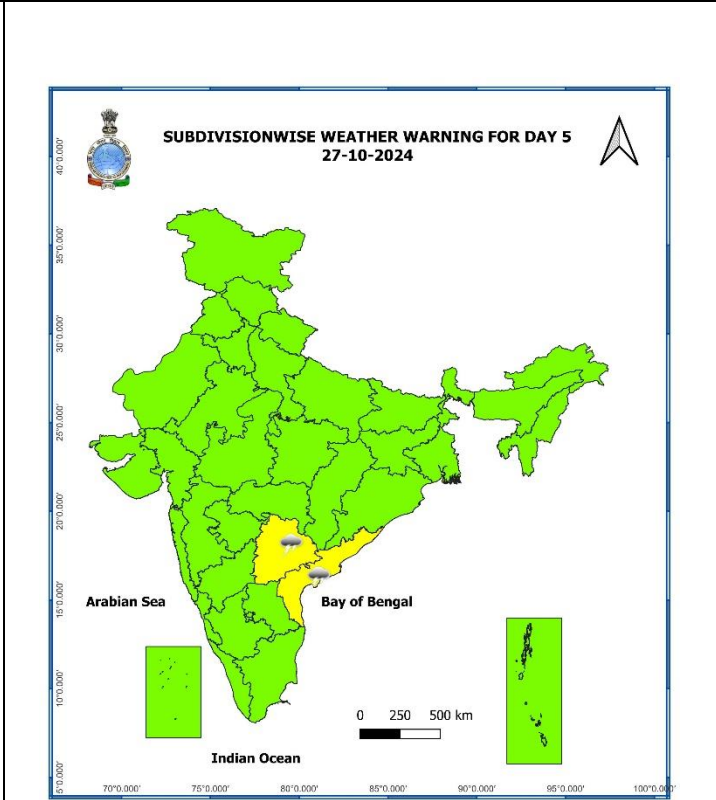 SUBDIVISIONWISE WEATHER WARNING FOR DAY 5
27-10-2024
40°0.000'
35°0.000'
30°0.000'
25°0.000'
20°0.000'
15°0.000'
10°0.000'
5°0.000'
Arabian Sea
Bay of Bengal
0 250 500 km
Indian Ocean
70°0.000' 75°0.000' 80°0.000' 85°0.000' 90°0.000' 95°0.000' 100°0.000'